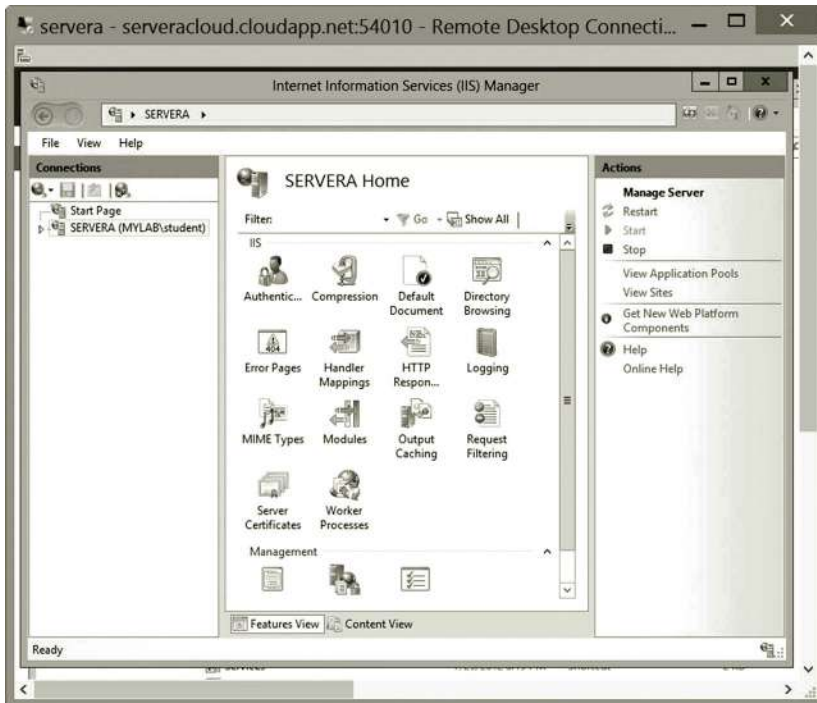 servera - serveracloud.cloudapp.net:54010 - Remote Desktop Connecti...
Internet Information Services (IIS) Manager
SERVERA
File View Help
Connections
Start Page
SERVERA (MYLAB\student)
SERVERA Home
Filter: Go Show All
IIS
Authentic... Compression Default Document Directory Browsing
Error Pages Handler Mappings HTTP Respon... Logging
MIME Types Modules Output Caching Request Filtering
Server Certificates Worker Processes
Management
Features View Content View
Actions
Manage Server
Restart
Start
Stop
View Application Pools
View Sites
Get New Web Platform
Components
Help
Online Help
Ready